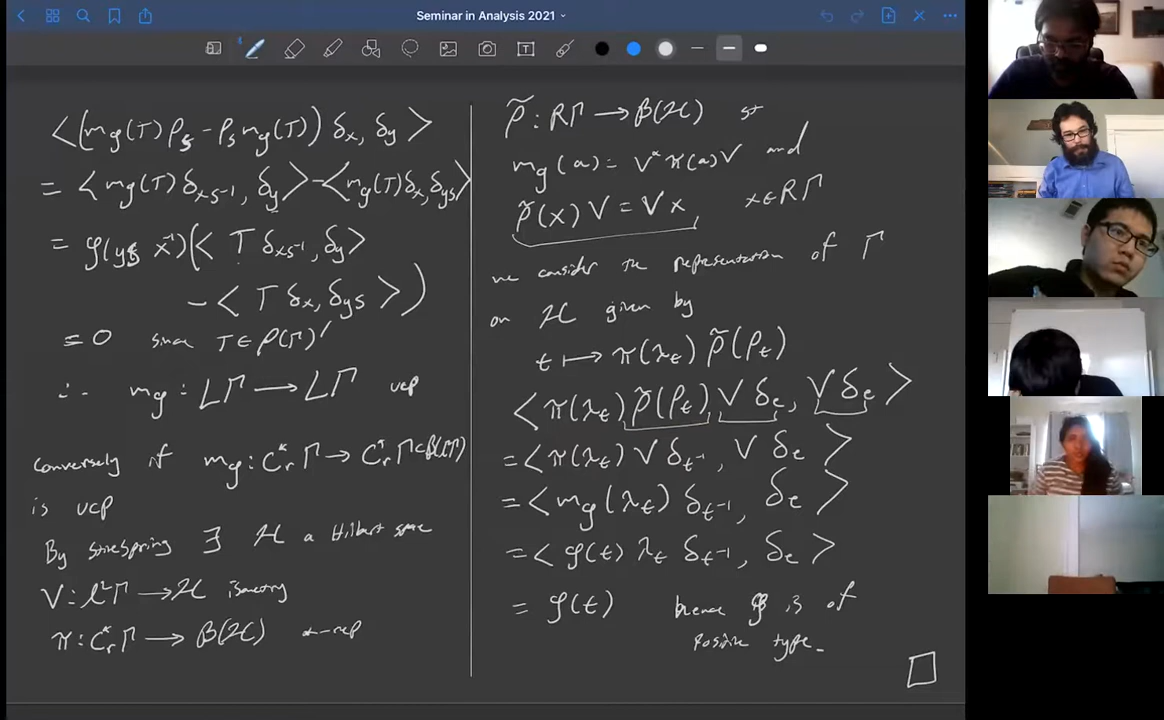 Seminar in Analysis 2021
<(m_φ(T) ρ_s - ρ_s m_φ(T)) δ_x, δ_y>
= <m_φ(T) δ_{xs⁻¹}, δ_y> - <m_φ(T) δ_x, δ_{ys}>
= φ(ys x⁻¹)(< T δ_{xs⁻¹}, δ_y>
- < T δ_x, δ_{ys} >)
= 0 since T ∈ ρ(Γ)′
∴ m_φ : LΓ → LΓ ucp
conversely if m_φ : C*_r Γ → C*_r Γ ⊂ B(ℓ²Γ)
is ucp
By Stinespring ∃ ℋ a Hilbert space
V : ℓ²Γ → ℋ isometry
π : C*_r Γ → B(ℋ) *-rep
ρ̃ : RΓ → B(ℋ) st
m_φ(a) = V* π(a) V and
ρ̃(x) V = V x, x ∈ RΓ
we consider the representation of Γ
on ℋ given by
t ↦ π(λ_t) ρ̃(ρ_t)
< π(λ_t) ρ̃(ρ_t) V δ_e, V δ_e >
= < π(λ_t) V δ_{t⁻¹}, V δ_e >
= < m_φ(λ_t) δ_{t⁻¹}, δ_e >
= < φ(t) λ_t δ_{t⁻¹}, δ_e >
= φ(t) hence φ is of
positive type.
□